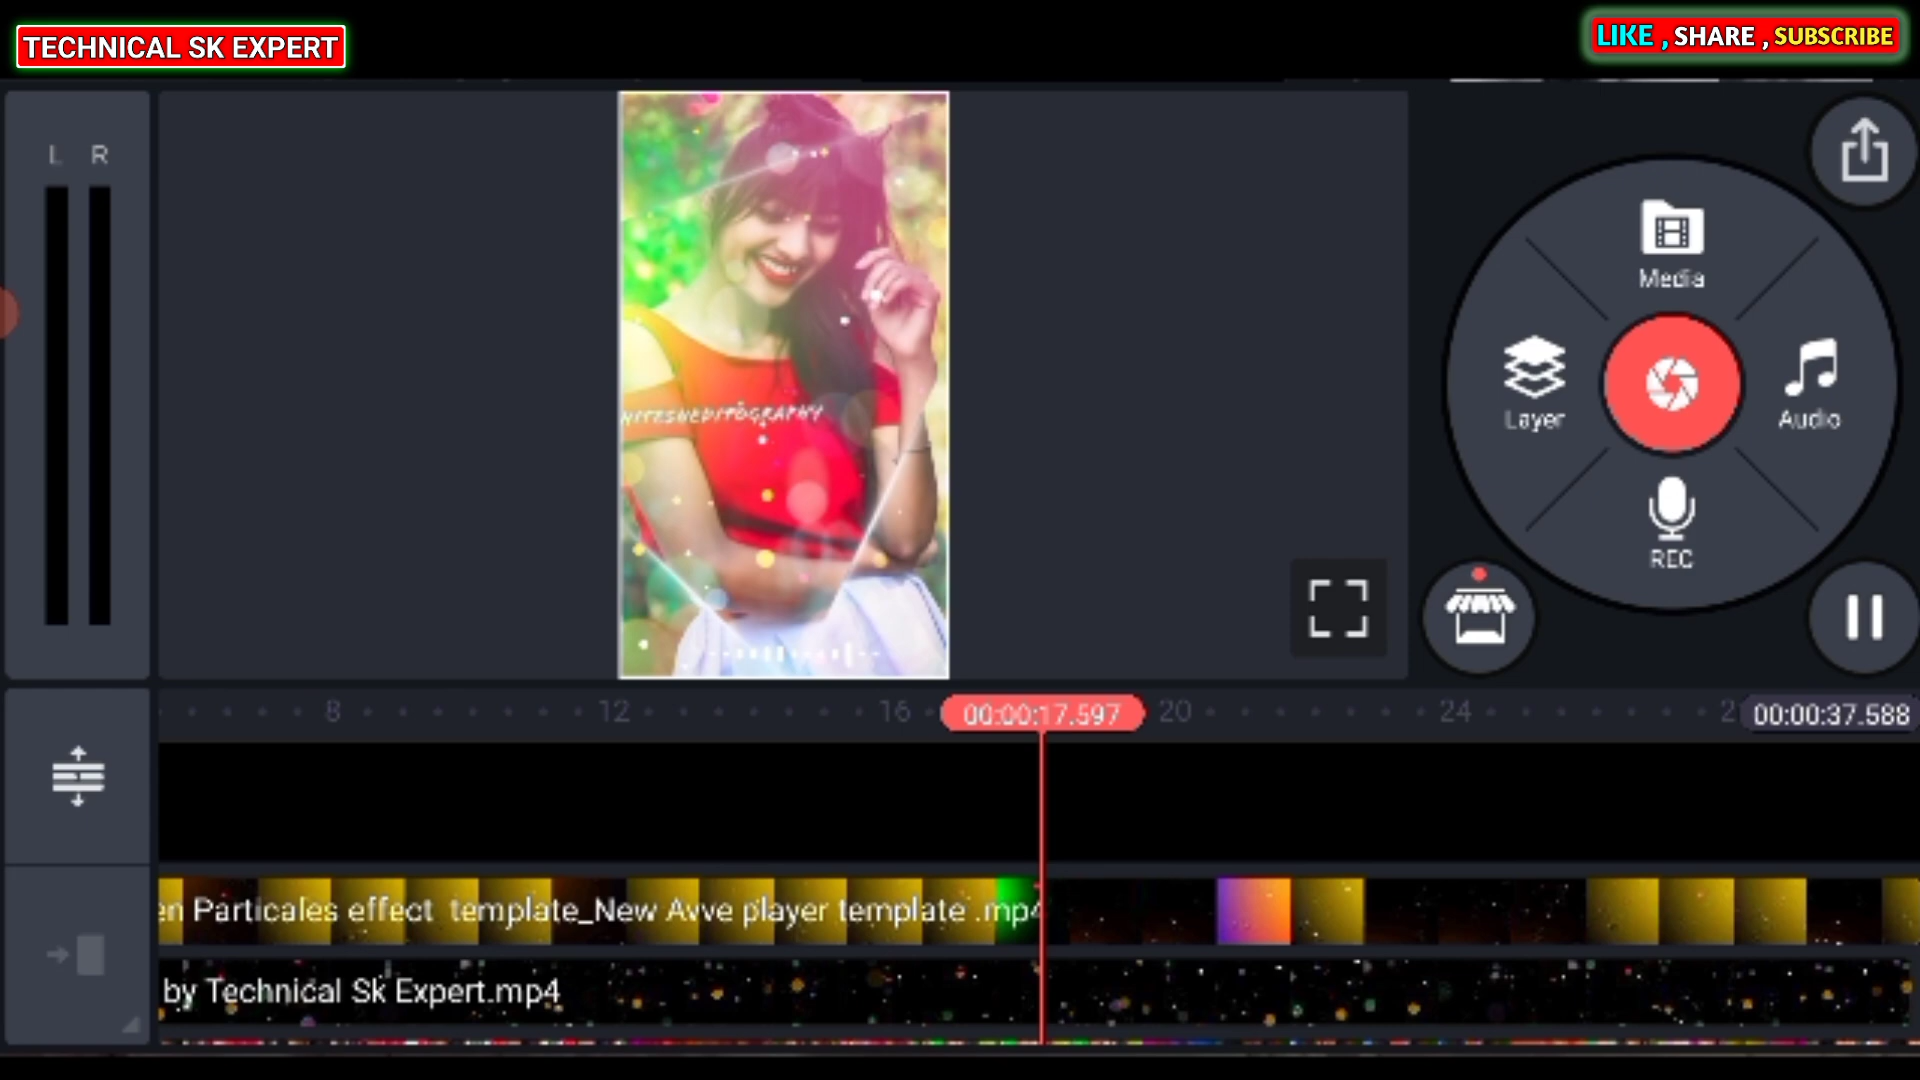 TECHNICAL SK EXPERT
LIKE , SHARE , SUBSCRIBE
L R
Media
Layer
Audio
REC
NITESHEDITOGRAPHY
8 12 16 00:00:17.597 20 24 00:00:37.588
en Particales effect template_New Avve player template .mp4
by Technical Sk Expert.mp4